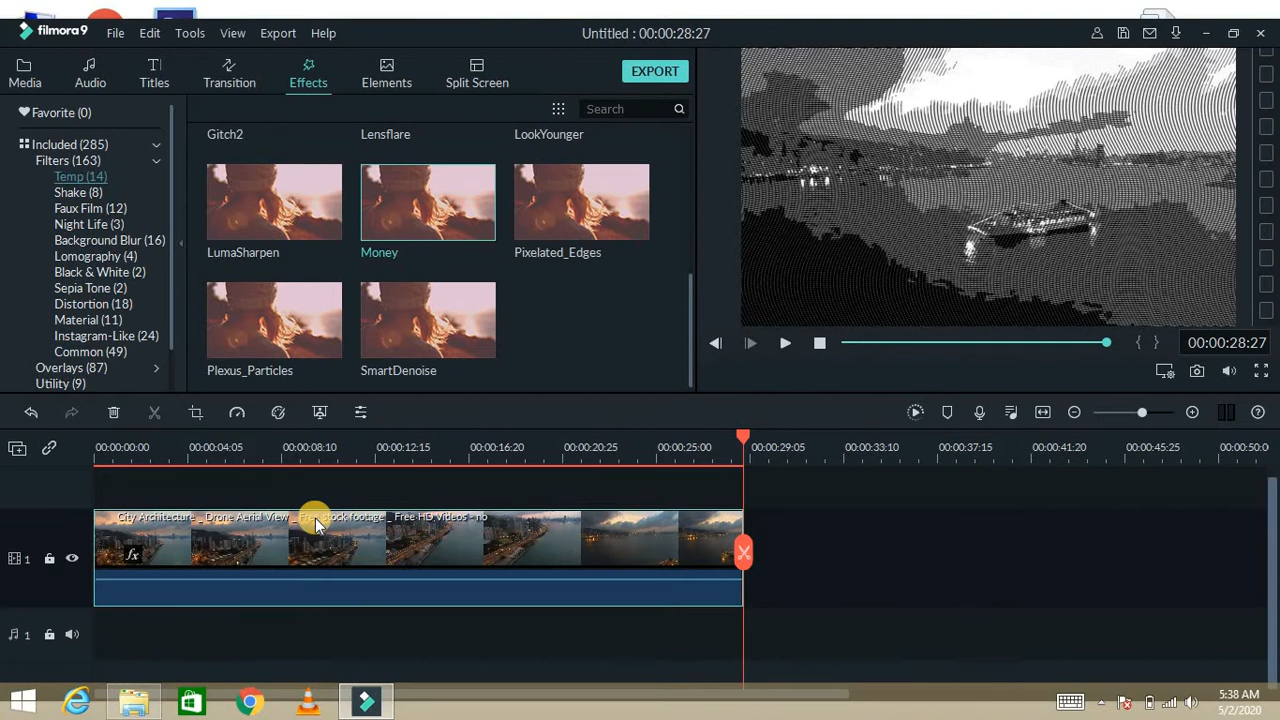 filmora9 File Edit Tools View Export Help Untitled : 00:00:28:27
Media Audio Titles Transition Effects Elements Split Screen EXPORT
Favorite (0)
Search
Included (285)
Filters (163)
Temp (14)
Shake (8)
Faux Film (12)
Night Life (3)
Background Blur (16)
Lomography (4)
Black & White (2)
Sepia Tone (2)
Distortion (18)
Material (11)
Instagram-Like (24)
Common (49)
Overlays (87)
Utility (9)
Gitch2 Lensflare LookYounger
LumaSharpen Money Pixelated_Edges
Plexus_Particles SmartDenoise
00:00:28:27
00:00:00:00 00:00:04:05 00:00:08:10 00:00:12:15 00:00:16:20 00:00:20:25 00:00:25:00 00:00:29:05 00:00:33:10 00:00:37:15 00:00:41:20 00:00:45:25 00:00:50:0
City Architecture _ Drone Aerial View _ Free stock footage _ Free HD Videos - no
fx
1
1
5:38 AM
5/2/2020